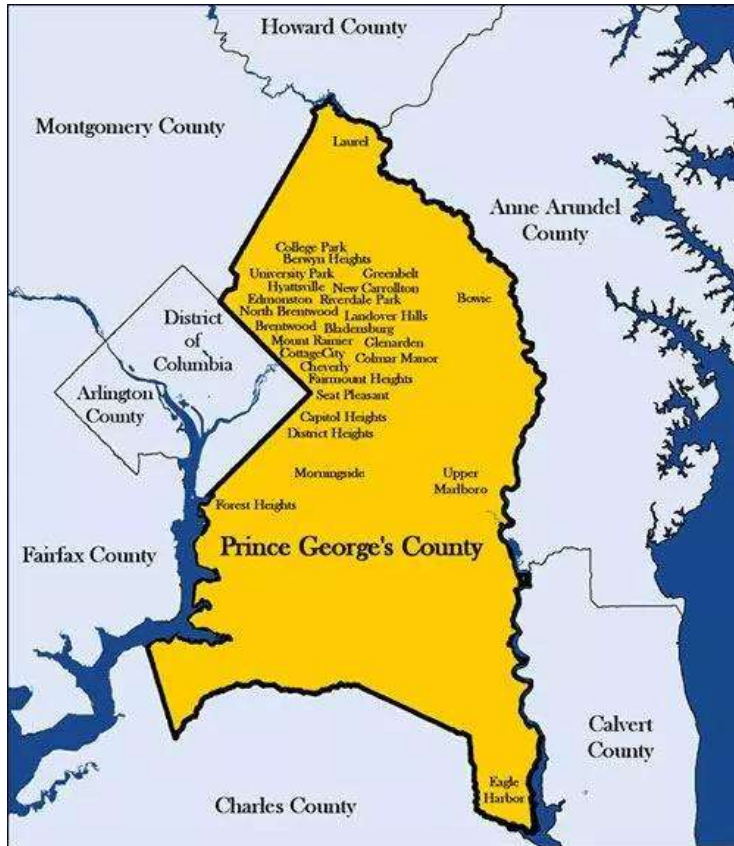 Howard County
Montgomery County
Laurel
Anne Arundel
County
College Park
Berwyn Heights
University Park
Greenbelt
Hyattsville
New Carrollton
Edmonston
Riverdale Park
Bowie
North Brentwood
Landover Hills
Brentwood
Bladensburg
Mount Rainier
Glenarden
CottageCity
Colmar Manor
Cheverly
Fairmount Heights
Seat Pleasant
District
of
Columbia
Arlington
County
Capitol Heights
District Heights
Morningside
Upper
Marlboro
Forest Heights
Prince George's County
Fairfax County
Calvert
County
Eagle
Harbor
Charles County